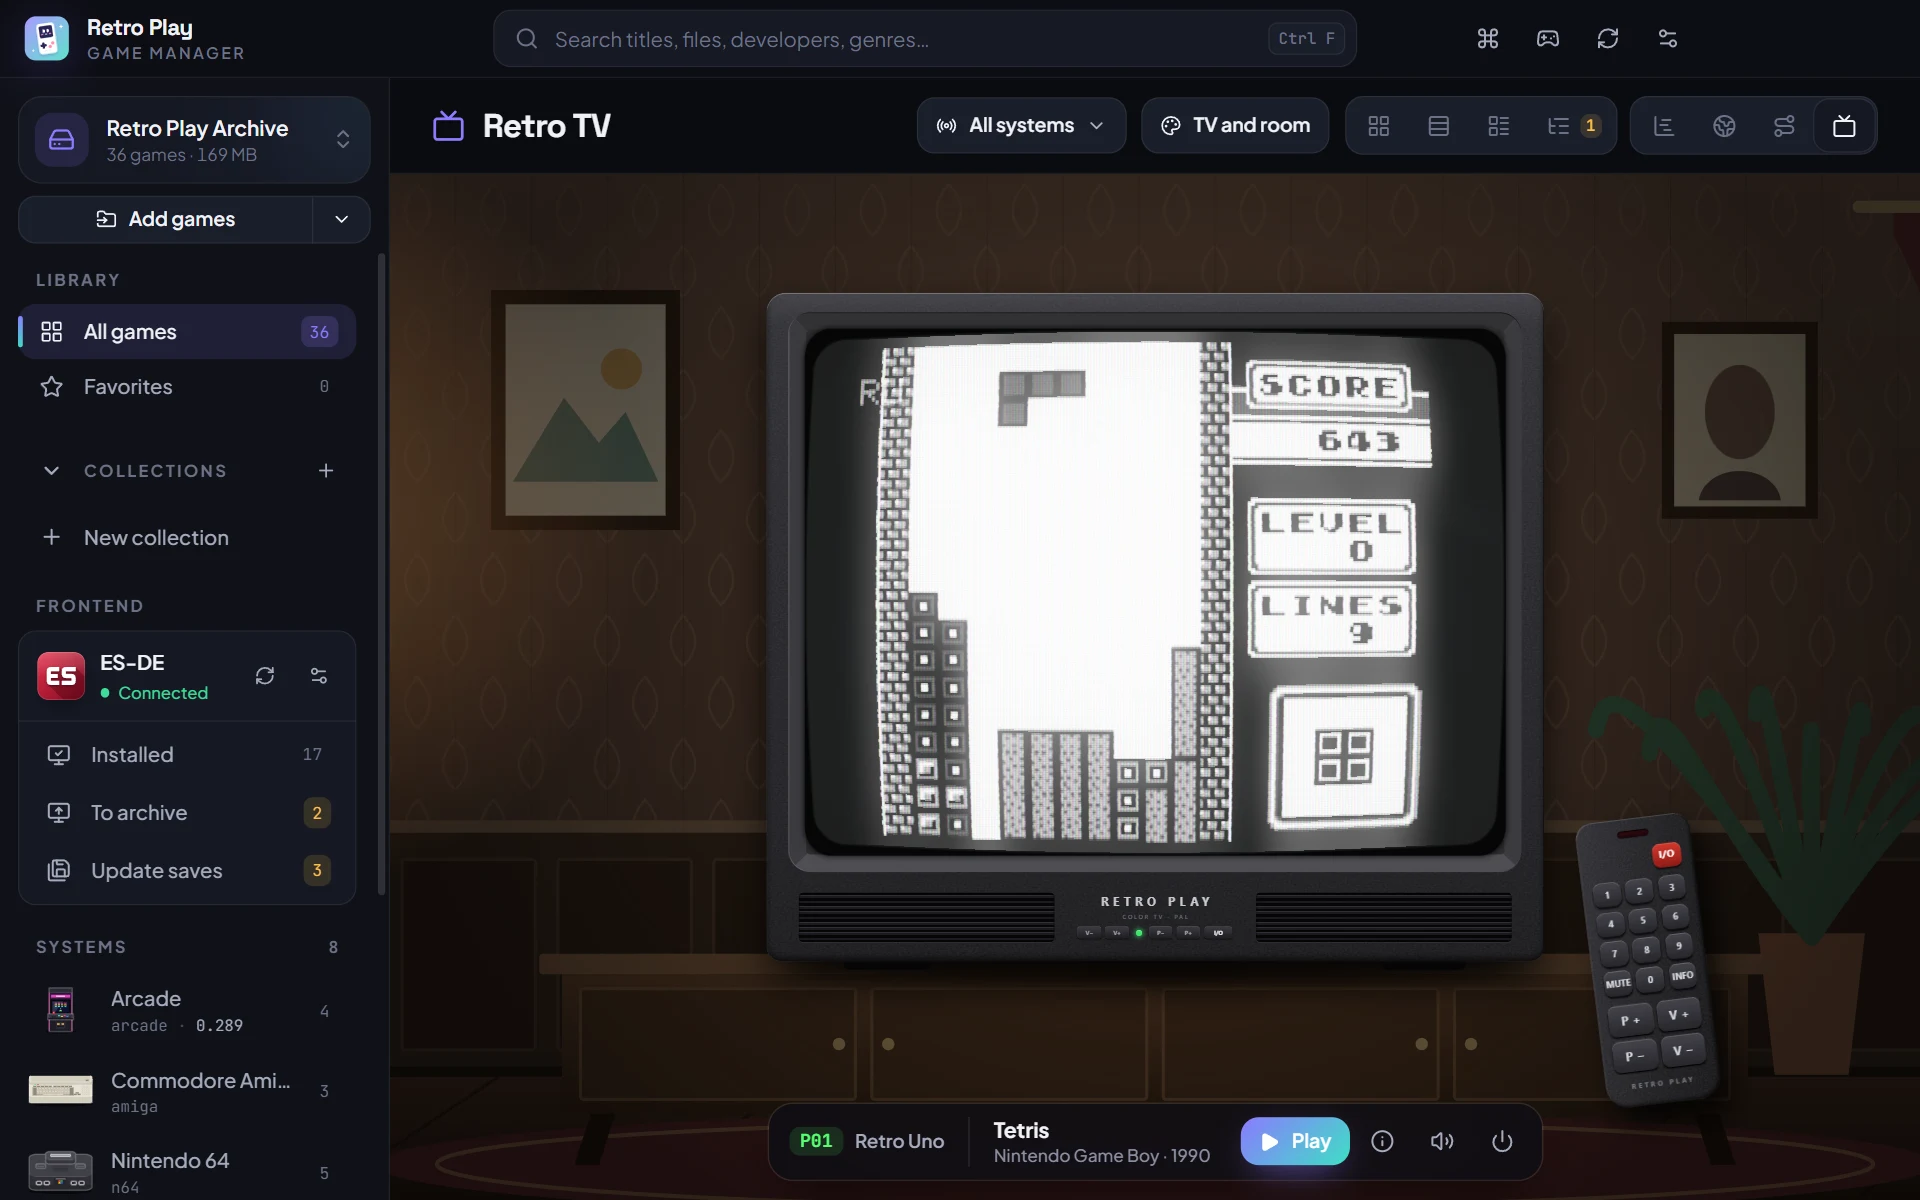 Retro Play
GAME MANAGER
Search titles, files, developers, genres...
Ctrl F
Retro Play Archive
36 games · 169 MB
Add games
LIBRARY
All games
36
Favorites
0
COLLECTIONS
New collection
FRONTEND
ES
ES-DE
Connected
Installed
17
To archive
2
Update saves
3
SYSTEMS
8
Arcade
arcade · 0.289
4
Commodore Ami...
amiga
3
Nintendo 64
n64
5
Retro TV
All systems
TV and room
1
R
SCORE
643
LEVEL
0
LINES
9
RETRO PLAY
COLOR TV · PAL
V-
V+
P-
P+
I/O
I/O
1
2
3
4
5
6
7
8
9
MUTE
0
INFO
P +
V +
P -
V -
RETRO PLAY
P01
Retro Uno
Tetris
Nintendo Game Boy · 1990
Play